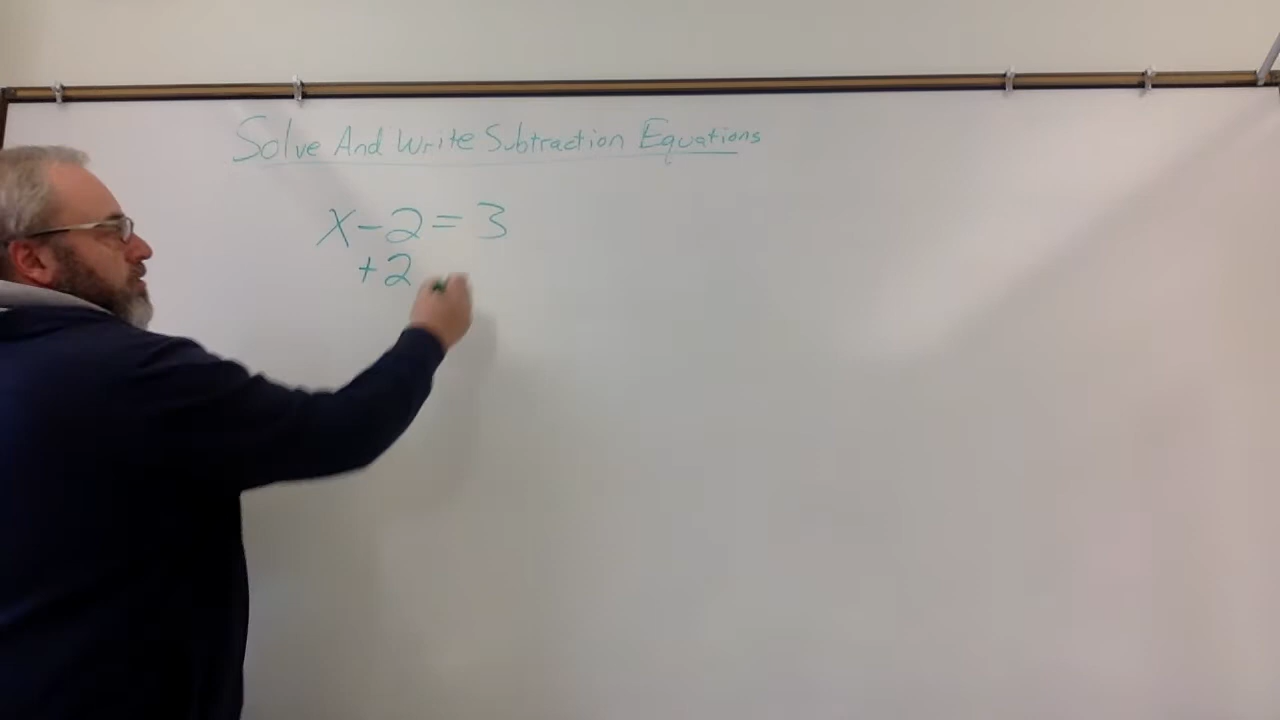 Solve And Write Subtraction Equations
x-2=3
+2